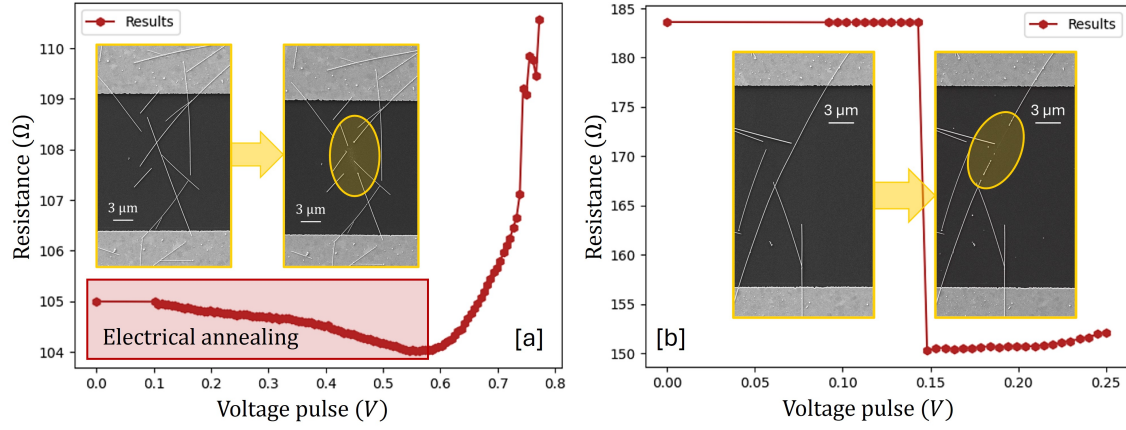 Results
110
109
108
107
106
105
104
Resistance (Ω)
3 μm
3 μm
Electrical annealing
[a]
0.0 0.1 0.2 0.3 0.4 0.5 0.6 0.7 0.8
Voltage pulse (V)
Results
185
180
175
170
165
160
155
150
Resistance (Ω)
3 μm
3 μm
[b]
0.00 0.05 0.10 0.15 0.20 0.25
Voltage pulse (V)